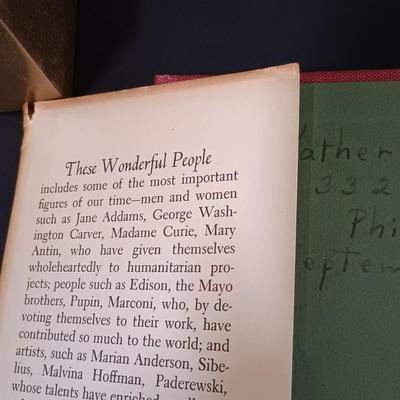 These Wonderful People
includes some of the most important
figures of our time—men and women
such as Jane Addams, George Wash-
ington Carver, Madame Curie, Mary
Antin, who have given themselves
wholeheartedly to humanitarian pro-
jects; people such as Edison, the Mayo
brothers, Pupin, Marconi, who, by de-
voting themselves to their work, have
contributed so much to the world; and
artists, such as Marian Anderson, Sibe-
lius, Malvina Hoffman, Paderewski,
whose talents have enriched
ather
332
Phi
eptem